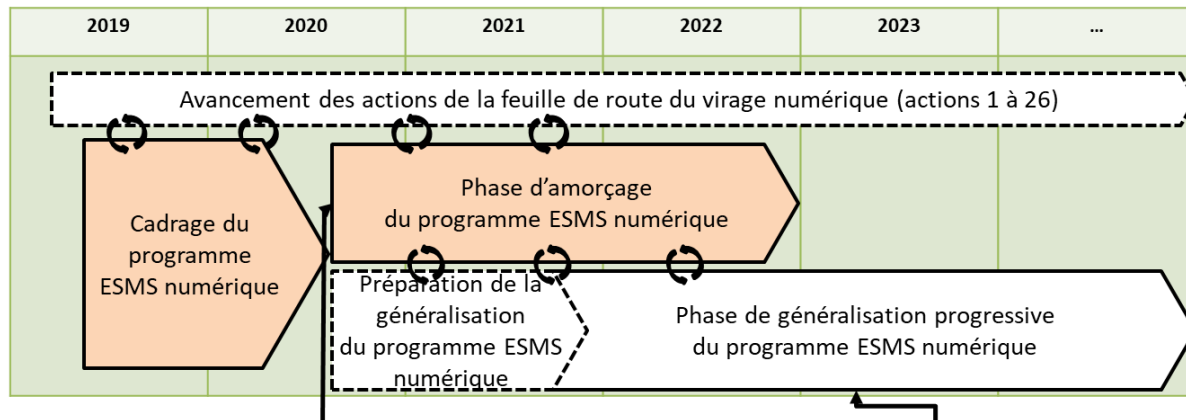 2019 2020 2021 2022 2023 ...
Avancement des actions de la feuille de route du virage numérique (actions 1 à 26)
Cadrage du
programme
ESMS numérique
Phase d’amorçage
du programme ESMS numérique
Préparation de la
généralisation
du programme ESMS
numérique
Phase de généralisation progressive
du programme ESMS numérique